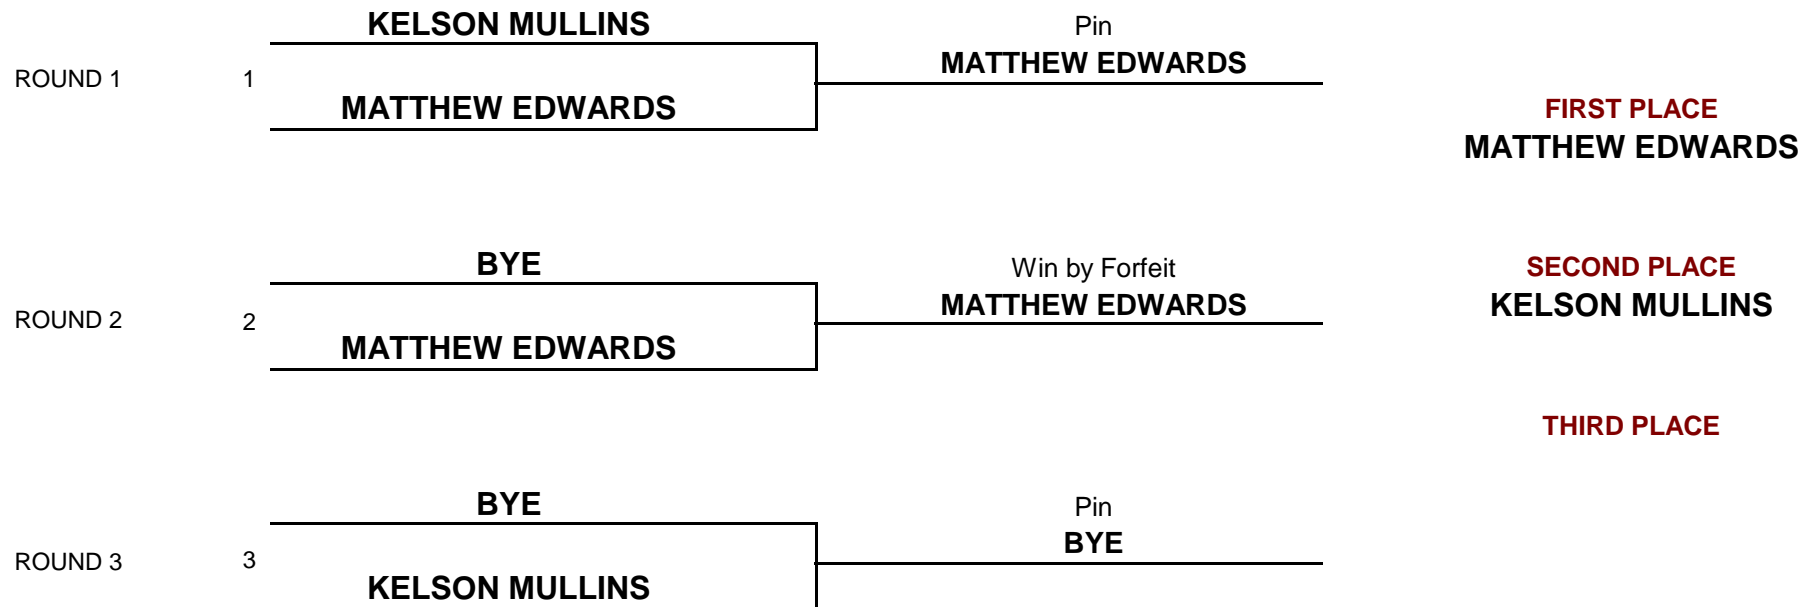 KELSON MULLINS
Pin
MATTHEW EDWARDS
ROUND 1
1
MATTHEW EDWARDS
FIRST PLACE
MATTHEW EDWARDS
BYE
Win by Forfeit
SECOND PLACE
MATTHEW EDWARDS
KELSON MULLINS
ROUND 2
2
MATTHEW EDWARDS
THIRD PLACE
BYE
Pin
BYE
ROUND 3
3
KELSON MULLINS